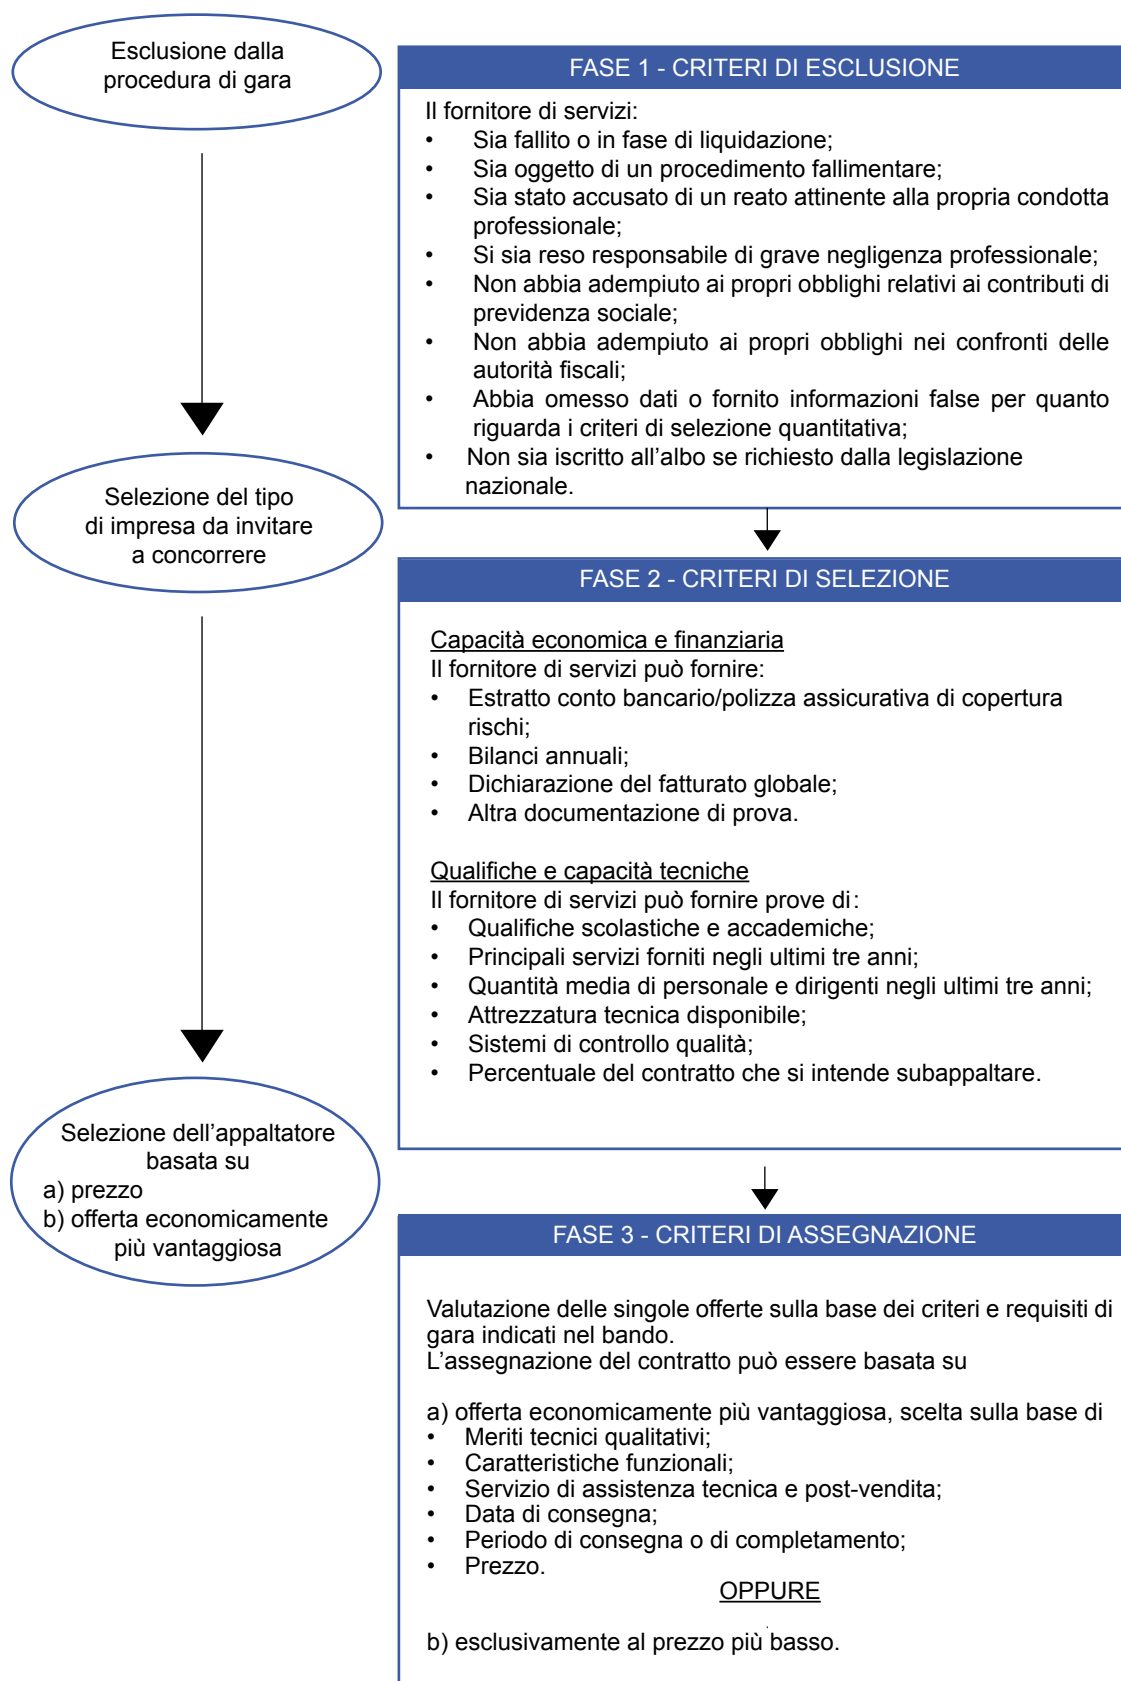 Esclusione dalla
procedura di gara
FASE 1 - CRITERI DI ESCLUSIONE
Il fornitore di servizi:
• Sia fallito o in fase di liquidazione;
• Sia oggetto di un procedimento fallimentare;
• Sia stato accusato di un reato attinente alla propria condotta
professionale;
• Si sia reso responsabile di grave negligenza professionale;
• Non abbia adempiuto ai propri obblighi relativi ai contributi di
previdenza sociale;
• Non abbia adempiuto ai propri obblighi nei confronti delle
autorità fiscali;
• Abbia omesso dati o fornito informazioni false per quanto
riguarda i criteri di selezione quantitativa;
• Non sia iscritto all’albo se richiesto dalla legislazione
nazionale.
Selezione del tipo
di impresa da invitare
a concorrere
FASE 2 - CRITERI DI SELEZIONE
Capacità economica e finanziaria
Il fornitore di servizi può fornire:
• Estratto conto bancario/polizza assicurativa di copertura
rischi;
• Bilanci annuali;
• Dichiarazione del fatturato globale;
• Altra documentazione di prova.
Qualifiche e capacità tecniche
Il fornitore di servizi può fornire prove di:
• Qualifiche scolastiche e accademiche;
• Principali servizi forniti negli ultimi tre anni;
• Quantità media di personale e dirigenti negli ultimi tre anni;
• Attrezzatura tecnica disponibile;
• Sistemi di controllo qualità;
• Percentuale del contratto che si intende subappaltare.
Selezione dell’appaltatore
basata su
a) prezzo
b) offerta economicamente
più vantaggiosa
FASE 3 - CRITERI DI ASSEGNAZIONE
Valutazione delle singole offerte sulla base dei criteri e requisiti di
gara indicati nel bando.
L’assegnazione del contratto può essere basata su
a) offerta economicamente più vantaggiosa, scelta sulla base di
• Meriti tecnici qualitativi;
• Caratteristiche funzionali;
• Servizio di assistenza tecnica e post-vendita;
• Data di consegna;
• Periodo di consegna o di completamento;
• Prezzo.
OPPURE
b) esclusivamente al prezzo più basso.